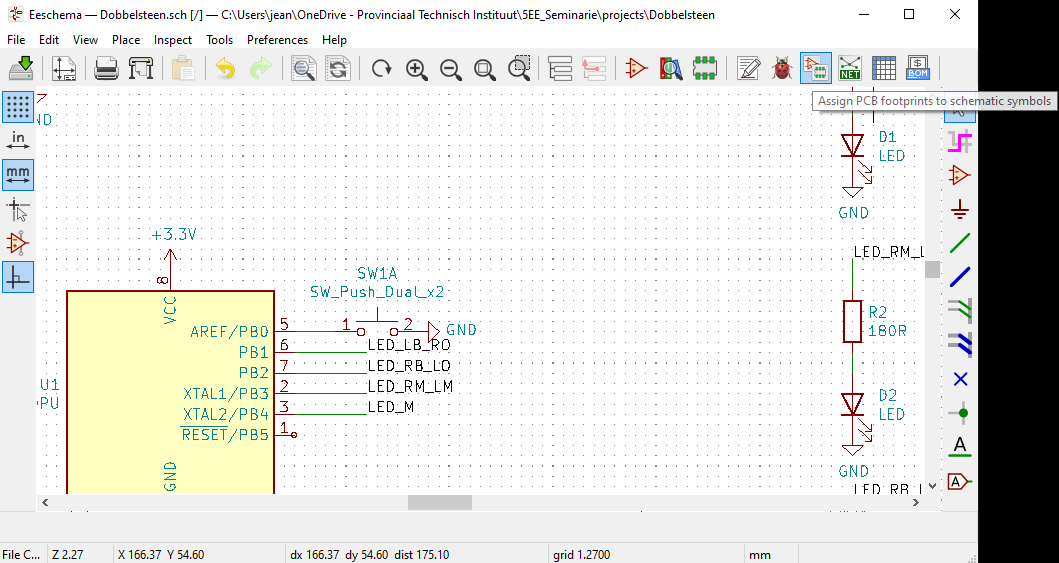 Eeschema — Dobbelsteen.sch [/] — C:\Users\jean\OneDrive - Provinciaal Technisch Instituut\5EE_Seminarie\projects\Dobbelsteen
File Edit View Place Inspect Tools Preferences Help
NET
BOM
Assign PCB footprints to schematic symbols
in
mm
ND
D1
LED
GND
+3.3V
8
VCC
SW1A
SW_Push_Dual_x2
AREF/PB0 5 1 2 GND
PB1 6 LED_LB_RO
PB2 7 LED_RB_LO
XTAL1/PB3 2 LED_RM_LM
XTAL2/PB4 3 LED_M
RESET/PB5 1
U1
PU
GND
LED_RM_L
R2
180R
D2
LED
GND
LED_RB_L
A
A
File C... Z 2.27 X 166.37 Y 54.60 dx 166.37 dy 54.60 dist 175.10 grid 1.2700 mm